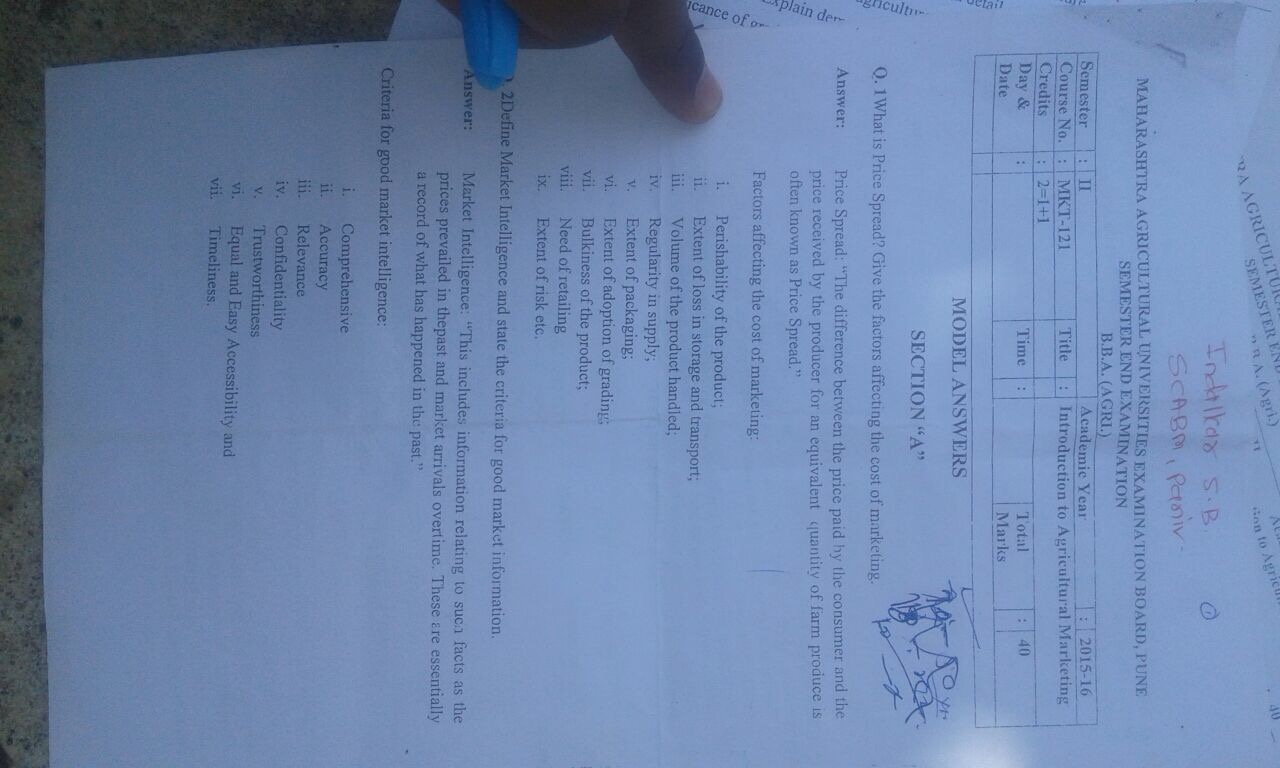 Indalkar S.B. ①
SCABM,
MAHARASHTRA AGRICULTURAL UNIVERSITIES EXAMINATION BOARD, PUNE
SEMESTER END EXAMINATION
B.B.A. (AGRI.)
Semester : II Academic Year : 2015-16
Course No. : MKT-121 Title : Introduction to Agricultural Marketing
Credits : 2=1+1
Day & Date : Time : Total Marks : 40
MODEL ANSWERS
SECTION "A"
Q. 1 What is Price Spread? Give the factors affecting the cost of marketing.
Answer: Price Spread: "The difference between the price paid by the consumer and the
price received by the producer for an equivalent quantity of farm produce is
often known as Price Spread."
Factors affecting the cost of marketing:
i. Perishability of the product;
ii. Extent of loss in storage and transport;
iii. Volume of the product handled;
iv. Regularity in supply;
v. Extent of packaging;
vi. Extent of adoption of grading;
vii. Bulkiness of the product;
viii. Need of retailing
ix. Extent of risk etc.
2Define Market Intelligence and state the criteria for good market information.
Answer: Market Intelligence: "This includes information relating to such facts as the
prices prevailed in thepast and market arrivals overtime. These are essentially
a record of what has happened in the past."
Criteria for good market intelligence:
i. Comprehensive
ii. Accuracy
iii. Relevance
iv. Confidentiality
v. Trustworthiness
vi. Equal and Easy Accessibility and
vii. Timeliness.